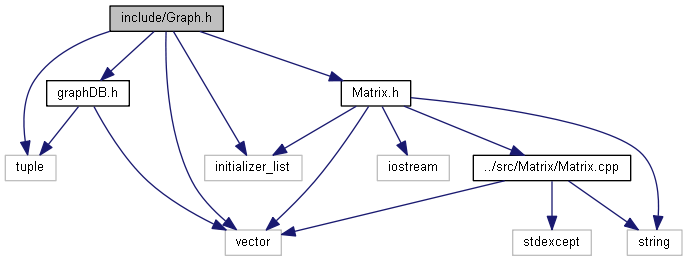 include/Graph.h
graphDB.h
Matrix.h
tuple
initializer_list
iostream
../src/Matrix/Matrix.cpp
vector
stdexcept
string